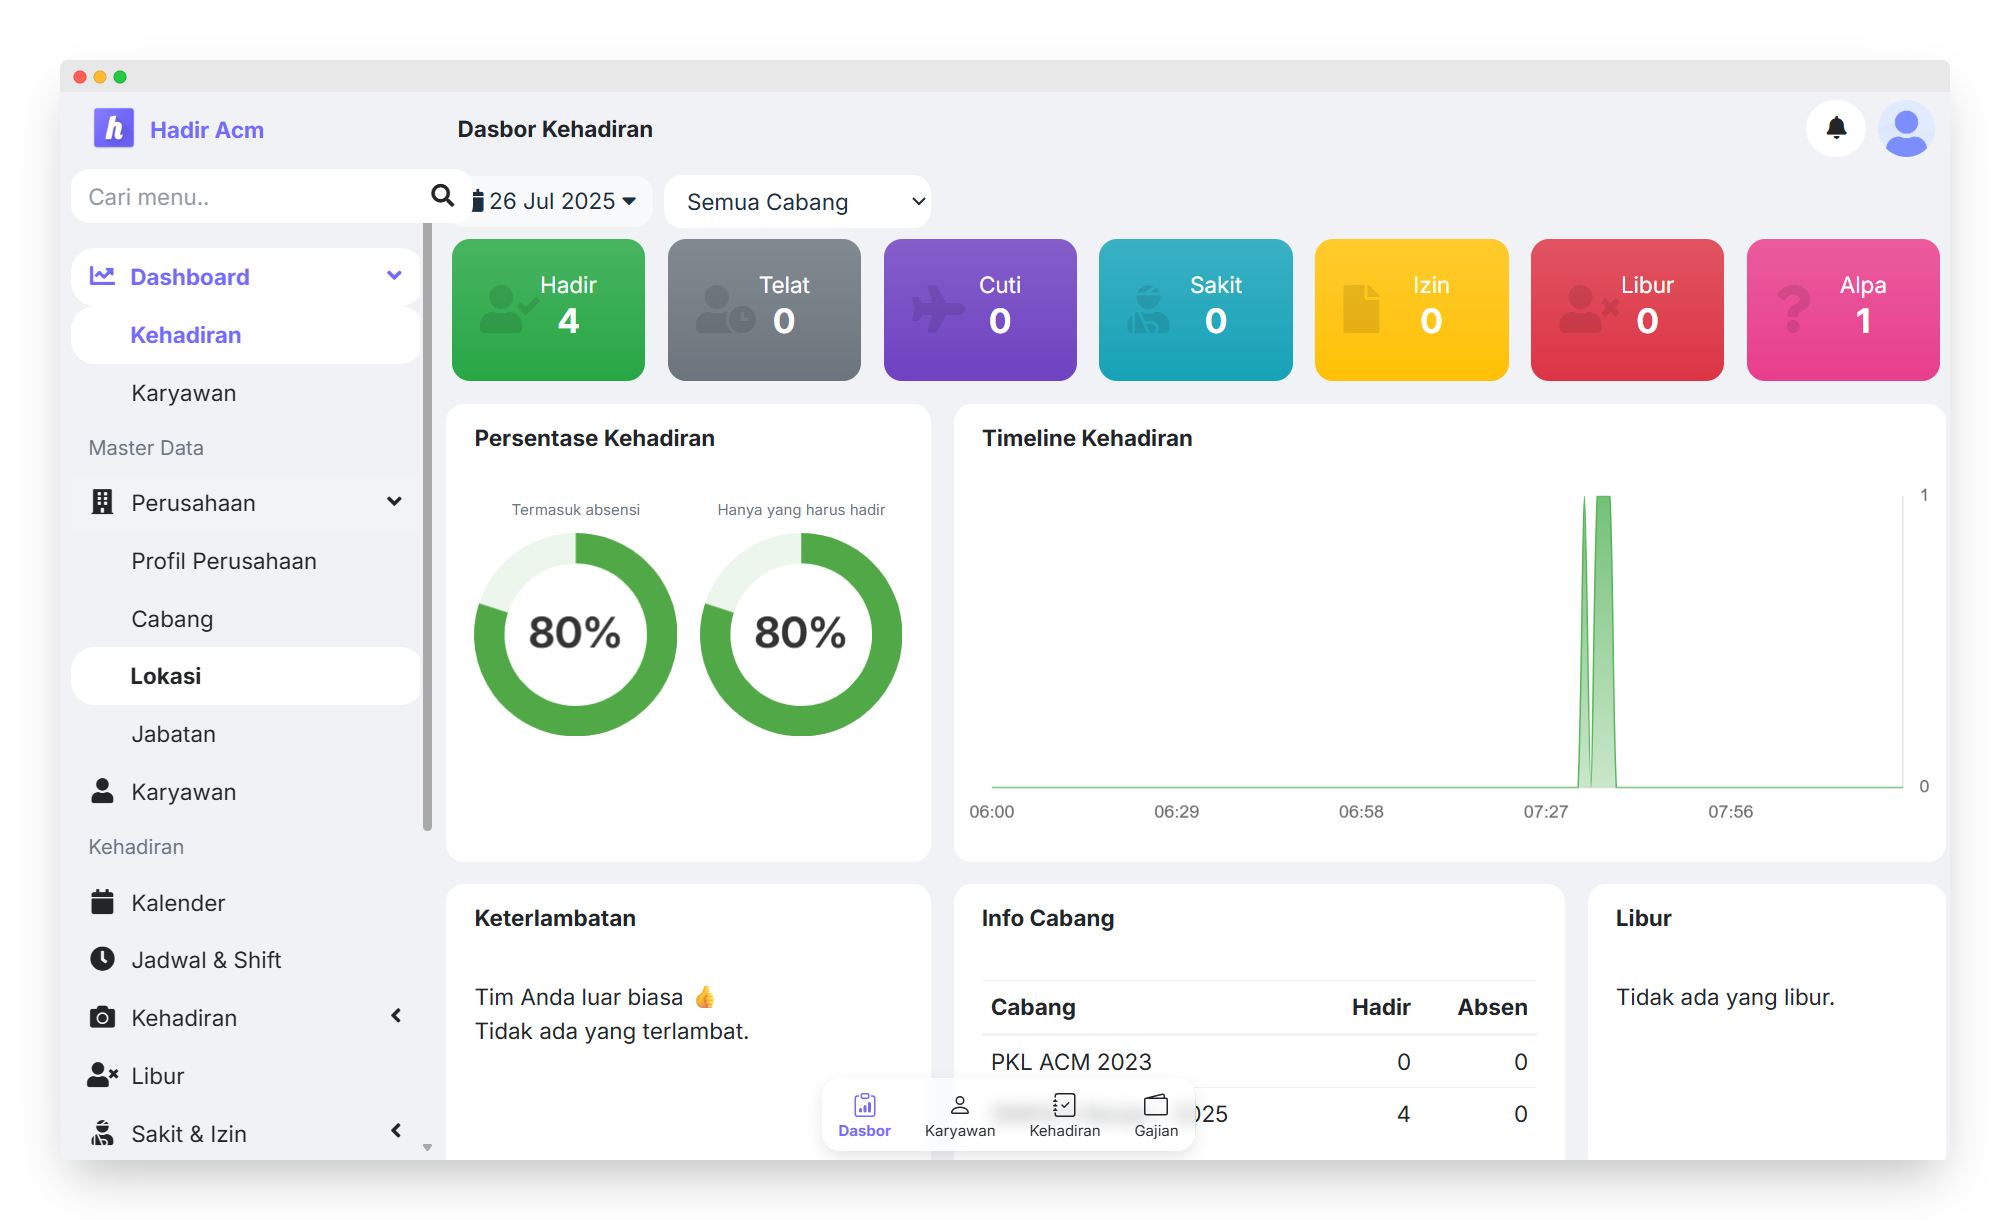 Hadir Acm
Dasbor Kehadiran
Cari menu..
26 Jul 2025
Semua Cabang
Dashboard
Kehadiran
Karyawan
Master Data
Perusahaan
Profil Perusahaan
Cabang
Lokasi
Jabatan
Karyawan
Kehadiran
Kalender
Jadwal & Shift
Kehadiran
Libur
Sakit & Izin
Hadir
4
Telat
0
Cuti
0
Sakit
0
Izin
0
Libur
0
Alpa
1
Persentase Kehadiran
Termasuk absensi
Hanya yang harus hadir
80%
80%
Timeline Kehadiran
1
0
06:00 06:29 06:58 07:27 07:56
Keterlambatan
Tim Anda luar biasa 👍
Tidak ada yang terlambat.
Info Cabang
Cabang Hadir Absen
PKL ACM 2023 0 0
4 0
Libur
Tidak ada yang libur.
Dasbor
Karyawan
Kehadiran
Gajian